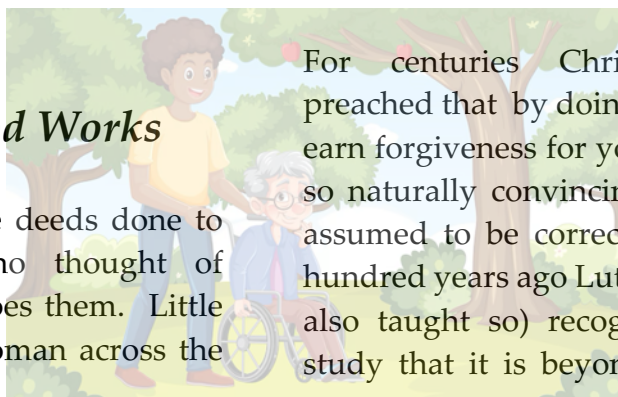 d Works
e deeds done to
no thought of
oes them. Little
oman across the
For centuries Chri
preached that by doin
earn forgiveness for yo
so naturally convincin
assumed to be correc
hundred years ago Lut
also taught so) recog
study that it is beyon